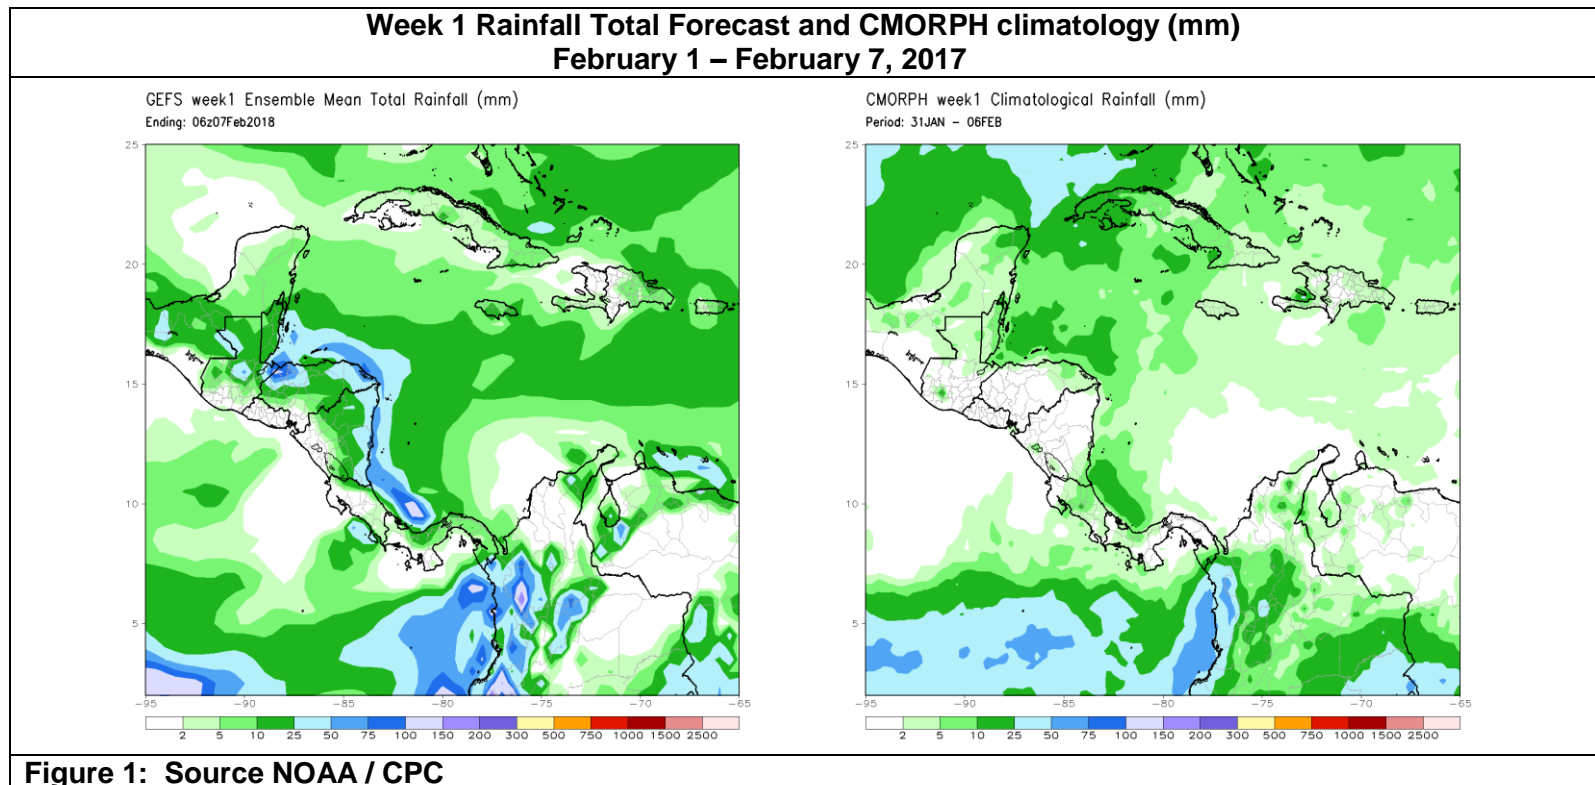 Week 1 Rainfall Total Forecast and CMORPH climatology (mm)
February 1 – February 7, 2017
GEFS week1 Ensemble Mean Total Rainfall (mm)
Ending: 06z07Feb2018
25
20
15
10
5
-95 -90 -85 -80 -75 -70 -65
2 5 10 25 50 75 100 150 200 300 500 750 1000 1500 2500
CMORPH week1 Climatological Rainfall (mm)
Period: 31JAN - 06FEB
25
20
15
10
5
-95 -90 -85 -80 -75 -70 -65
2 5 10 25 50 75 100 150 200 300 500 750 1000 1500 2500
Figure 1: Source NOAA / CPC